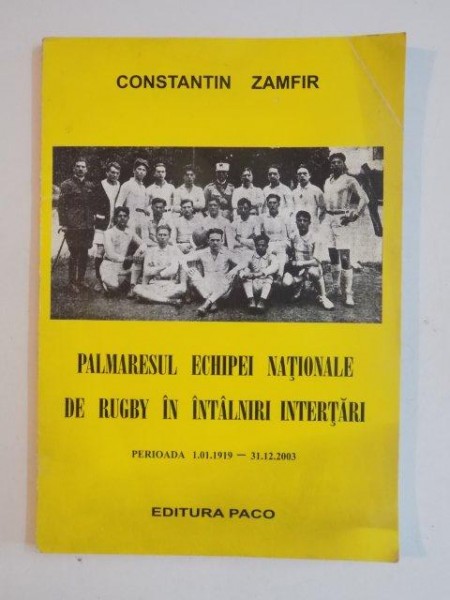 CONSTANTIN ZAMFIR
PALMARESUL ECHIPEI NAŢIONALE
DE RUGBY ÎN ÎNTÂLNIRI INTERŢĂRI
PERIOADA 1.01.1919 – 31.12.2003
EDITURA PACO